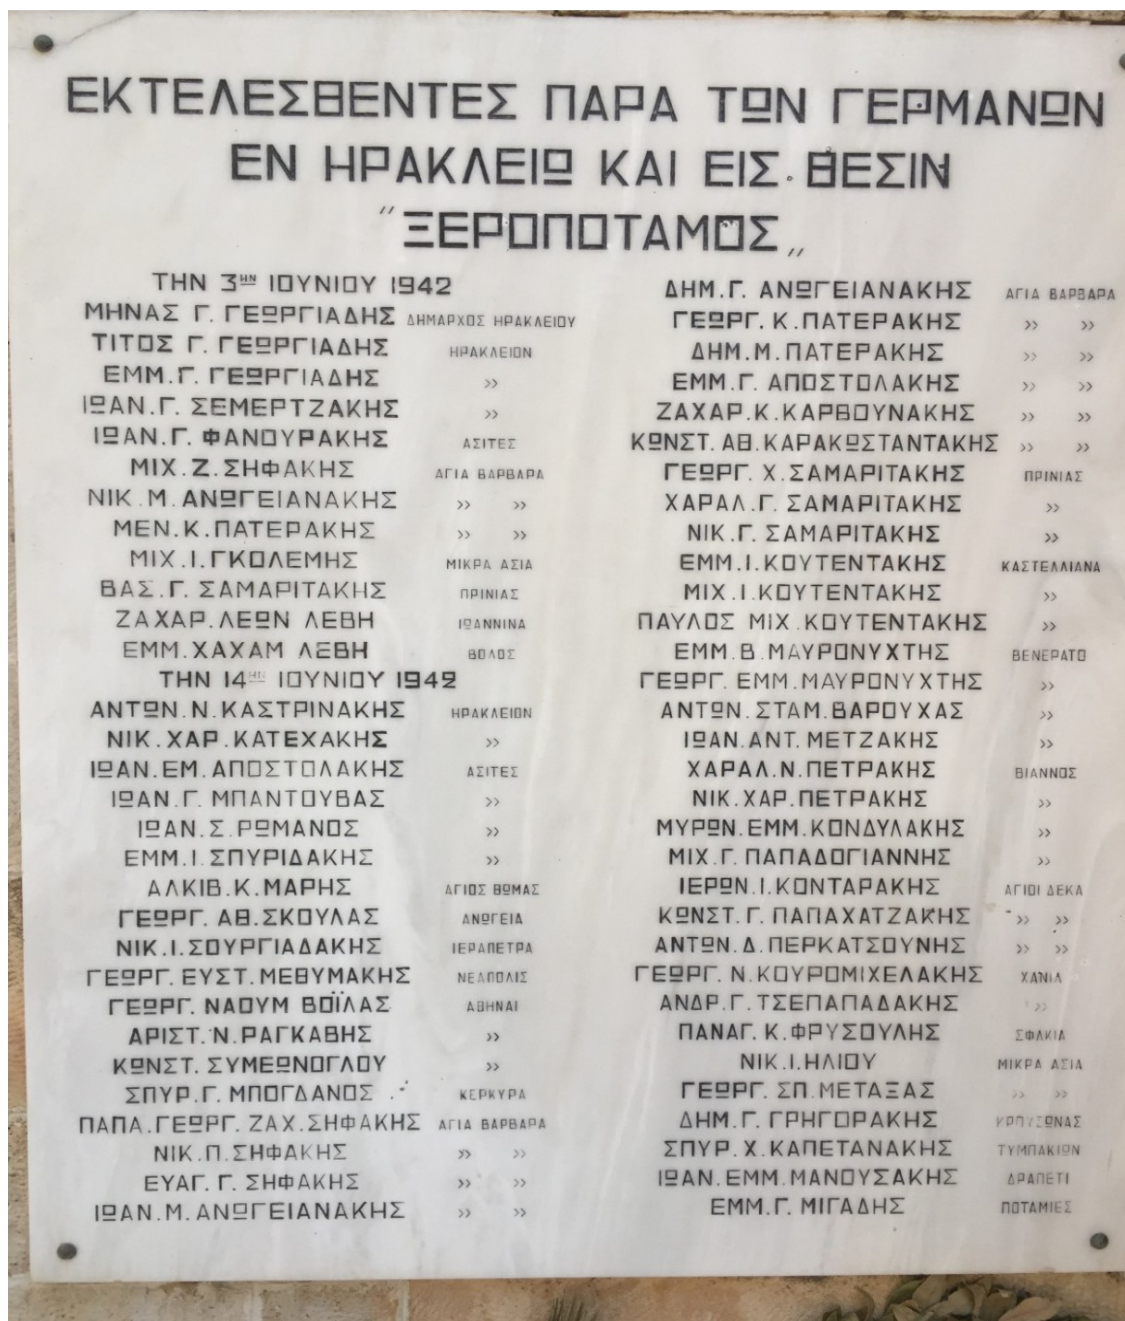 ΕΚΤΕΛΕΣΘΕΝΤΕΣ ΠΑΡΑ ΤΩΝ ΓΕΡΜΑΝΩΝ
ΕΝ ΗΡΑΚΛΕΙΩ ΚΑΙ ΕΙΣ ΘΕΣΙΝ
"ΞΕΡΟΠΟΤΑΜΟΣ„
ΤΗΝ 3ΗΝ ΙΟΥΝΙΟΥ 1942
ΜΗΝΑΣ Γ. ΓΕΩΡΓΙΑΔΗΣ ΔΗΜΑΡΧΟΣ ΗΡΑΚΛΕΙΟΥ
ΤΙΤΟΣ Γ. ΓΕΩΡΓΙΑΔΗΣ ΗΡΑΚΛΕΙΟΝ
ΕΜΜ.Γ. ΓΕΩΡΓΙΑΔΗΣ »
ΙΩΑΝ.Γ. ΣΕΜΕΡΤΖΑΚΗΣ »
ΙΩΑΝ.Γ. ΦΑΝΟΥΡΑΚΗΣ ΑΣΙΤΕΣ
ΜΙΧ.Ζ.ΣΗΦΑΚΗΣ ΑΓΙΑ ΒΑΡΒΑΡΑ
ΝΙΚ.Μ.ΑΝΩΓΕΙΑΝΑΚΗΣ » »
ΜΕΝ.Κ.ΠΑΤΕΡΑΚΗΣ » »
ΜΙΧ.Ι.ΓΚΟΛΕΜΗΣ ΜΙΚΡΑ ΑΣΙΑ
ΒΑΣ.Γ. ΣΑΜΑΡΙΤΑΚΗΣ ΠΡΙΝΙΑΣ
ΖΑΧΑΡ.ΛΕΩΝ ΛΕΒΗ ΙΩΑΝΝΙΝΑ
ΕΜΜ.ΧΑΧΑΜ ΛΕΒΗ ΒΟΛΟΣ
ΤΗΝ 14ΗΝ ΙΟΥΝΙΟΥ 1942
ΑΝΤΩΝ.Ν.ΚΑΣΤΡΙΝΑΚΗΣ ΗΡΑΚΛΕΙΟΝ
ΝΙΚ.ΧΑΡ.ΚΑΤΕΧΑΚΗΣ »
ΙΩΑΝ.ΕΜ.ΑΠΟΣΤΟΛΑΚΗΣ ΑΣΙΤΕΣ
ΙΩΑΝ.Γ. ΜΠΑΝΤΟΥΒΑΣ »
ΙΩΑΝ.Σ.ΡΩΜΑΝΟΣ »
ΕΜΜ.Ι.ΣΠΥΡΙΔΑΚΗΣ »
ΑΛΚΙΒ.Κ.ΜΑΡΗΣ ΑΓΙΟΣ ΘΩΜΑΣ
ΓΕΩΡΓ. ΑΘ.ΣΚΟΥΛΑΣ ΑΝΩΓΕΙΑ
ΝΙΚ.Ι.ΣΟΥΡΓΙΑΔΑΚΗΣ ΙΕΡΑΠΕΤΡΑ
ΓΕΩΡΓ. ΕΥΣΤ.ΜΕΘΥΜΑΚΗΣ ΝΕΑΠΟΛΙΣ
ΓΕΩΡΓ. ΝΑΟΥΜ ΒΟΪΛΑΣ ΑΘΗΝΑΙ
ΑΡΙΣΤ.Ν.ΡΑΓΚΑΒΗΣ »
ΚΩΝΣΤ. ΣΥΜΕΩΝΟΓΛΟΥ »
ΣΠΥΡ.Γ. ΜΠΟΓΔΑΝΟΣ ΚΕΡΚΥΡΑ
ΠΑΠΑ.ΓΕΩΡΓ. ΖΑΧ.ΣΗΦΑΚΗΣ ΑΓΙΑ ΒΑΡΒΑΡΑ
ΝΙΚ.Π.ΣΗΦΑΚΗΣ » »
ΕΥΑΓ. Γ. ΣΗΦΑΚΗΣ » »
ΙΩΑΝ.Μ.ΑΝΩΓΕΙΑΝΑΚΗΣ » »
ΔΗΜ.Γ. ΑΝΩΓΕΙΑΝΑΚΗΣ ΑΓΙΑ ΒΑΡΒΑΡΑ
ΓΕΩΡΓ. Κ.ΠΑΤΕΡΑΚΗΣ » »
ΔΗΜ.Μ.ΠΑΤΕΡΑΚΗΣ » »
ΕΜΜ.Γ. ΑΠΟΣΤΟΛΑΚΗΣ » »
ΖΑΧΑΡ.Κ.ΚΑΡΒΟΥΝΑΚΗΣ » »
ΚΩΝΣΤ. ΑΘ.ΚΑΡΑΚΩΣΤΑΝΤΑΚΗΣ » »
ΓΕΩΡΓ. Χ.ΣΑΜΑΡΙΤΑΚΗΣ ΠΡΙΝΙΑΣ
ΧΑΡΑΛ.Γ. ΣΑΜΑΡΙΤΑΚΗΣ »
ΝΙΚ.Γ. ΣΑΜΑΡΙΤΑΚΗΣ »
ΕΜΜ.Ι.ΚΟΥΤΕΝΤΑΚΗΣ ΚΑΣΤΕΛΛΙΑΝΑ
ΜΙΧ.Ι.ΚΟΥΤΕΝΤΑΚΗΣ »
ΠΑΥΛΟΣ ΜΙΧ.ΚΟΥΤΕΝΤΑΚΗΣ »
ΕΜΜ.Β.ΜΑΥΡΟΝΥΧΤΗΣ ΒΕΝΕΡΑΤΟ
ΓΕΩΡΓ. ΕΜΜ.ΜΑΥΡΟΝΥΧΤΗΣ »
ΑΝΤΩΝ.ΣΤΑΜ.ΒΑΡΟΥΧΑΣ »
ΙΩΑΝ.ΑΝΤ.ΜΕΤΖΑΚΗΣ »
ΧΑΡΑΛ.Ν.ΠΕΤΡΑΚΗΣ ΒΙΑΝΝΟΣ
ΝΙΚ.ΧΑΡ.ΠΕΤΡΑΚΗΣ »
ΜΥΡΩΝ.ΕΜΜ.ΚΟΝΔΥΛΑΚΗΣ »
ΜΙΧ.Γ. ΠΑΠΑΔΟΓΙΑΝΝΗΣ »
ΙΕΡΩΝ.Ι.ΚΟΝΤΑΡΑΚΗΣ ΑΓΙΟΙ ΔΕΚΑ
ΚΩΝΣΤ.Γ. ΠΑΠΑΧΑΤΖΑΚΗΣ » »
ΑΝΤΩΝ.Δ.ΠΕΡΚΑΤΣΟΥΝΗΣ » »
ΓΕΩΡΓ. Ν.ΚΟΥΡΟΜΙΧΕΛΑΚΗΣ ΧΑΝΙΑ
ΑΝΔΡ.Γ. ΤΣΕΠΑΠΑΔΑΚΗΣ »
ΠΑΝΑΓ. Κ.ΦΡΥΣΟΥΛΗΣ ΣΦΑΚΙΑ
ΝΙΚ.Ι.ΗΛΙΟΥ ΜΙΚΡΑ ΑΣΙΑ
ΓΕΩΡΓ. ΣΠ.ΜΕΤΑΞΑΣ » »
ΔΗΜ.Γ. ΓΡΗΓΟΡΑΚΗΣ ΚΡΟΥΣΩΝΑΣ
ΣΠΥΡ.Χ.ΚΑΠΕΤΑΝΑΚΗΣ ΤΥΜΠΑΚΙΟΝ
ΙΩΑΝ.ΕΜΜ.ΜΑΝΟΥΣΑΚΗΣ ΔΡΑΠΕΤΙ
ΕΜΜ.Γ. ΜΙΓΑΔΗΣ ΠΟΤΑΜΙΕΣ